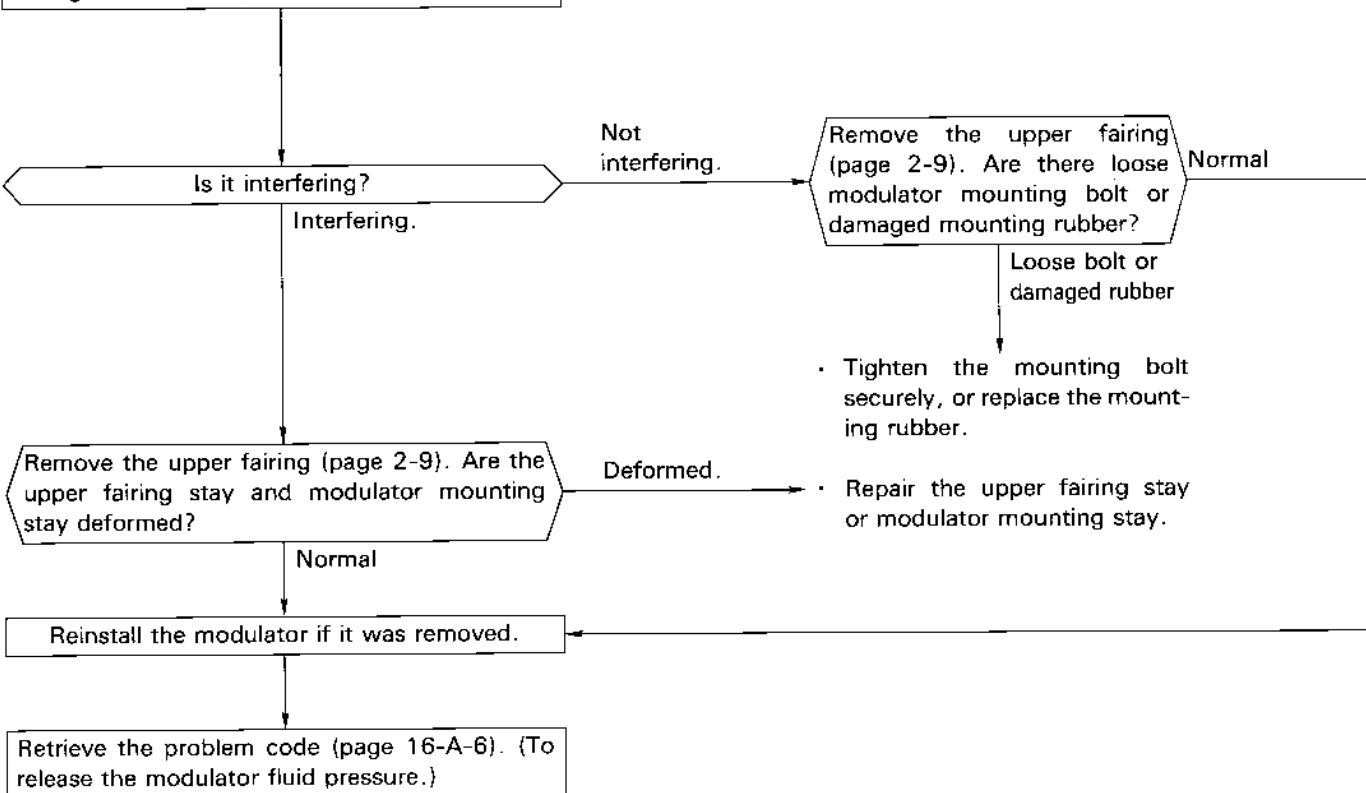 Not
interfering.
Is it interfering?
Interfering.
Remove the upper fairing
(page 2-9). Are there loose
modulator mounting bolt or
damaged mounting rubber?
Normal
Loose bolt or
damaged rubber
· Tighten the mounting bolt
securely, or replace the mount-
ing rubber.
Remove the upper fairing (page 2-9). Are the
upper fairing stay and modulator mounting
stay deformed?
Deformed.
· Repair the upper fairing stay
or modulator mounting stay.
Normal
Reinstall the modulator if it was removed.
Retrieve the problem code (page 16-A-6). (To
release the modulator fluid pressure.)